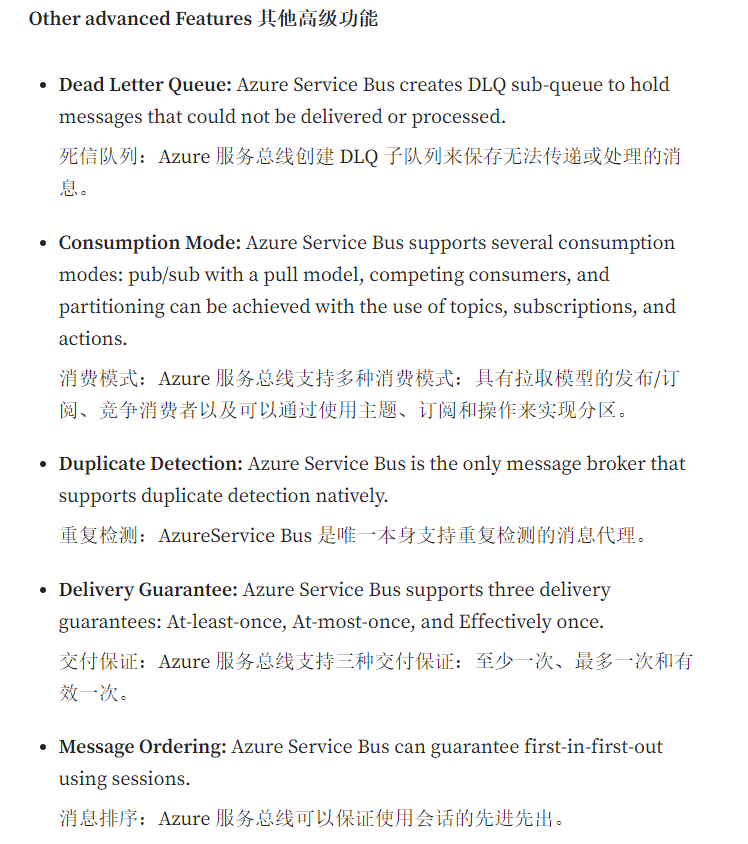 Other advanced Features 其他高级功能
Dead Letter Queue: Azure Service Bus creates DLQ sub-queue to hold
messages that could not be delivered or processed.
死信队列：Azure 服务总线创建 DLQ 子队列来保存无法传递或处理的消
息。
Consumption Mode: Azure Service Bus supports several consumption
modes: pub/sub with a pull model, competing consumers, and
partitioning can be achieved with the use of topics, subscriptions, and
actions.
消费模式：Azure 服务总线支持多种消费模式：具有拉取模型的发布/订
阅、竞争消费者以及可以通过使用主题、订阅和操作来实现分区。
Duplicate Detection: Azure Service Bus is the only message broker that
supports duplicate detection natively.
重复检测：AzureService Bus 是唯一本身支持重复检测的消息代理。
Delivery Guarantee: Azure Service Bus supports three delivery
guarantees: At-least-once, At-most-once, and Effectively once.
交付保证：Azure 服务总线支持三种交付保证：至少一次、最多一次和有
效一次。
Message Ordering: Azure Service Bus can guarantee first-in-first-out
using sessions.
消息排序：Azure 服务总线可以保证使用会话的先进先出。